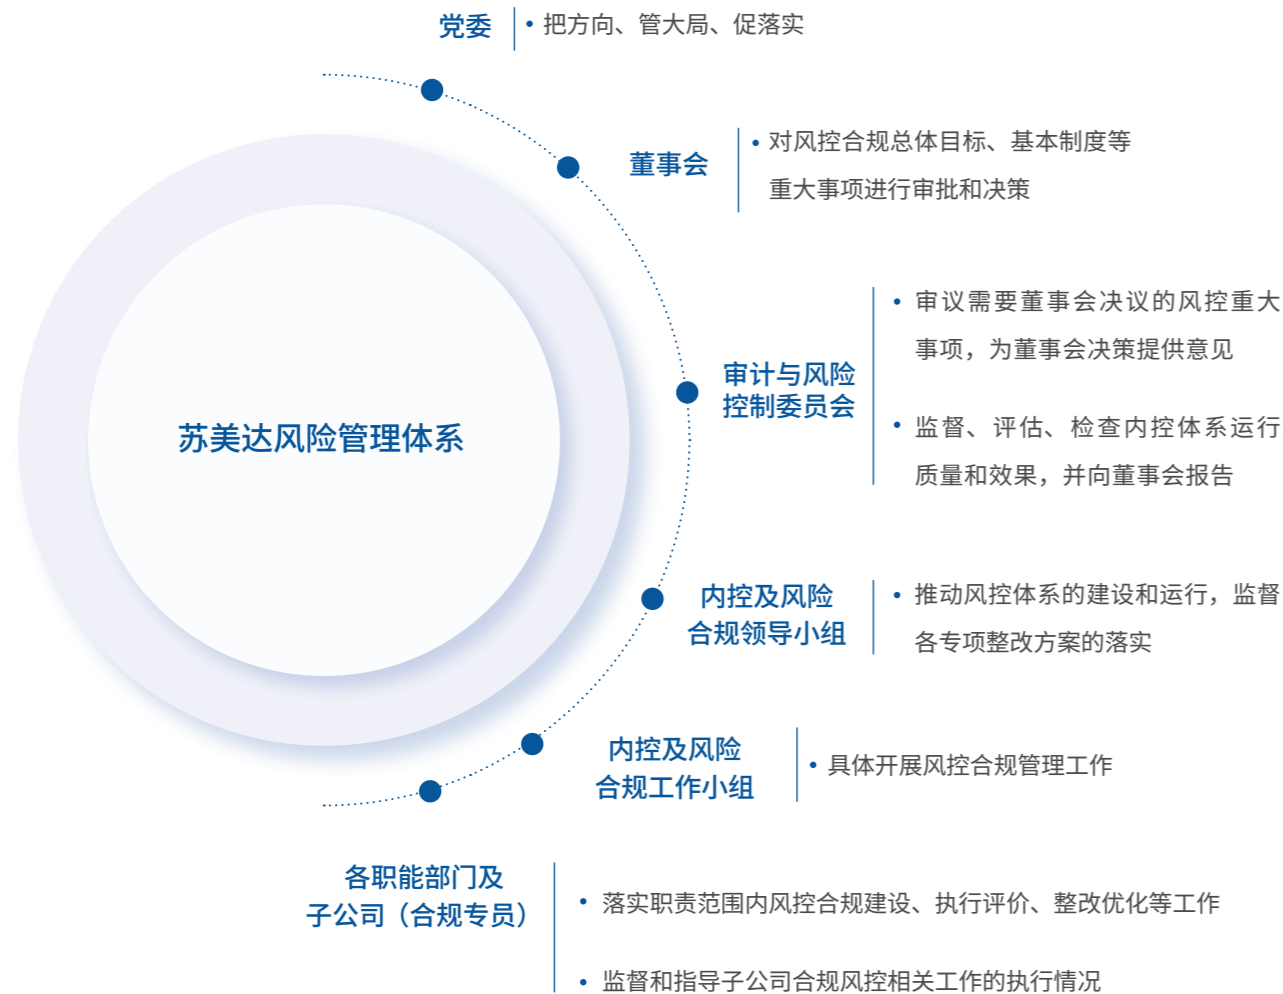 党委
• 把方向、管大局、促落实
董事会
• 对风控合规总体目标、基本制度等
重大事项进行审批和决策
审计与风险
控制委员会
• 审议需要董事会决议的风控重大
事项，为董事会决策提供意见
• 监督、评估、检查内控体系运行
质量和效果，并向董事会报告
苏美达风险管理体系
内控及风险
合规领导小组
• 推动风控体系的建设和运行，监督
各专项整改方案的落实
内控及风险
合规工作小组
• 具体开展风控合规管理工作
各职能部门及
子公司（合规专员）
• 落实职责范围内风控合规建设、执行评价、整改优化等工作
• 监督和指导子公司合规风控相关工作的执行情况